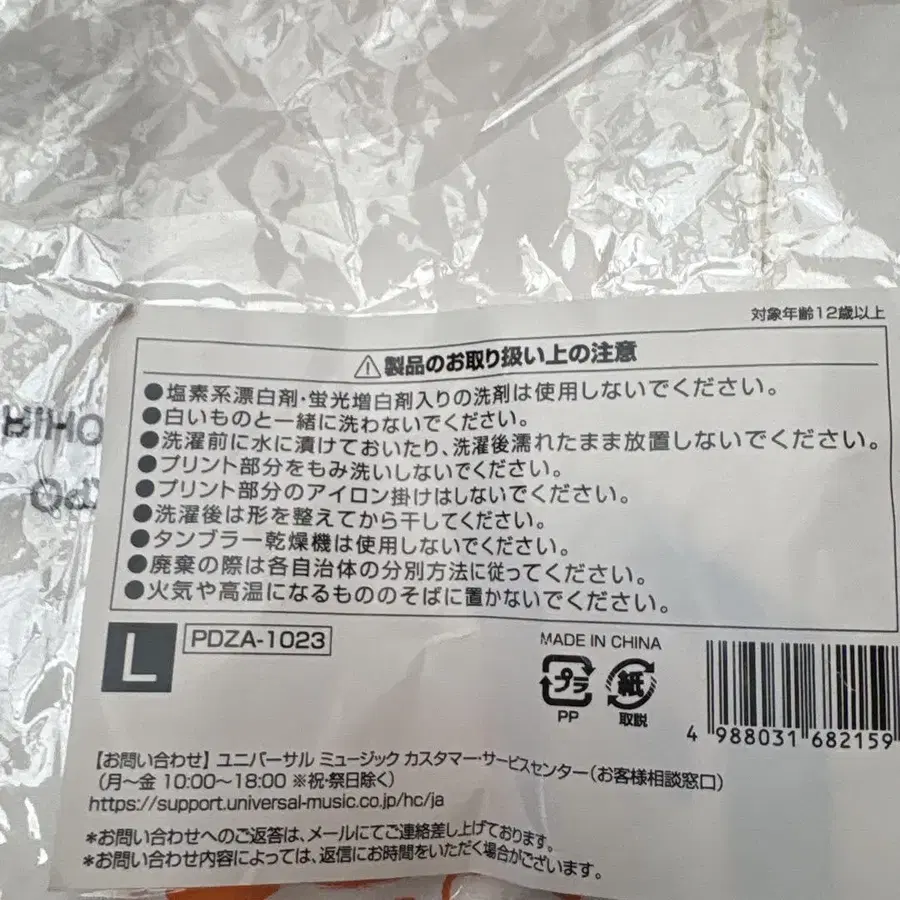 対象年齢12歳以上
⚠製品のお取り扱い上の注意
●塩素系漂白剤・蛍光増白剤入りの洗剤は使用しないでください。
●白いものと一緒に洗わないでください。
●洗濯前に水に漬けておいたり、洗濯後濡れたまま放置しないでください。
●プリント部分をもみ洗いしないでください。
●プリント部分のアイロン掛けはしないでください。
●洗濯後は形を整えてから干してください。
●タンブラー乾燥機は使用しないでください。
●廃棄の際は各自治体の分別方法に従ってください。
●火気や高温になるもののそばに置かないでください。
L PDZA-1023
MADE IN CHINA
プラ 紙
PP 取説
4 988031 682159
【お問い合わせ】ユニバーサル ミュージック カスタマー・サービスセンター(お客様相談窓口)
(月〜金 10:00〜18:00 ※祝・祭日除く)
https://support.universal-music.co.jp/hc/ja
*お問い合わせへのご返答は、メールにてご連絡差し上げております。
*お問い合わせ内容によっては、返信にお時間をいただく場合がございます。